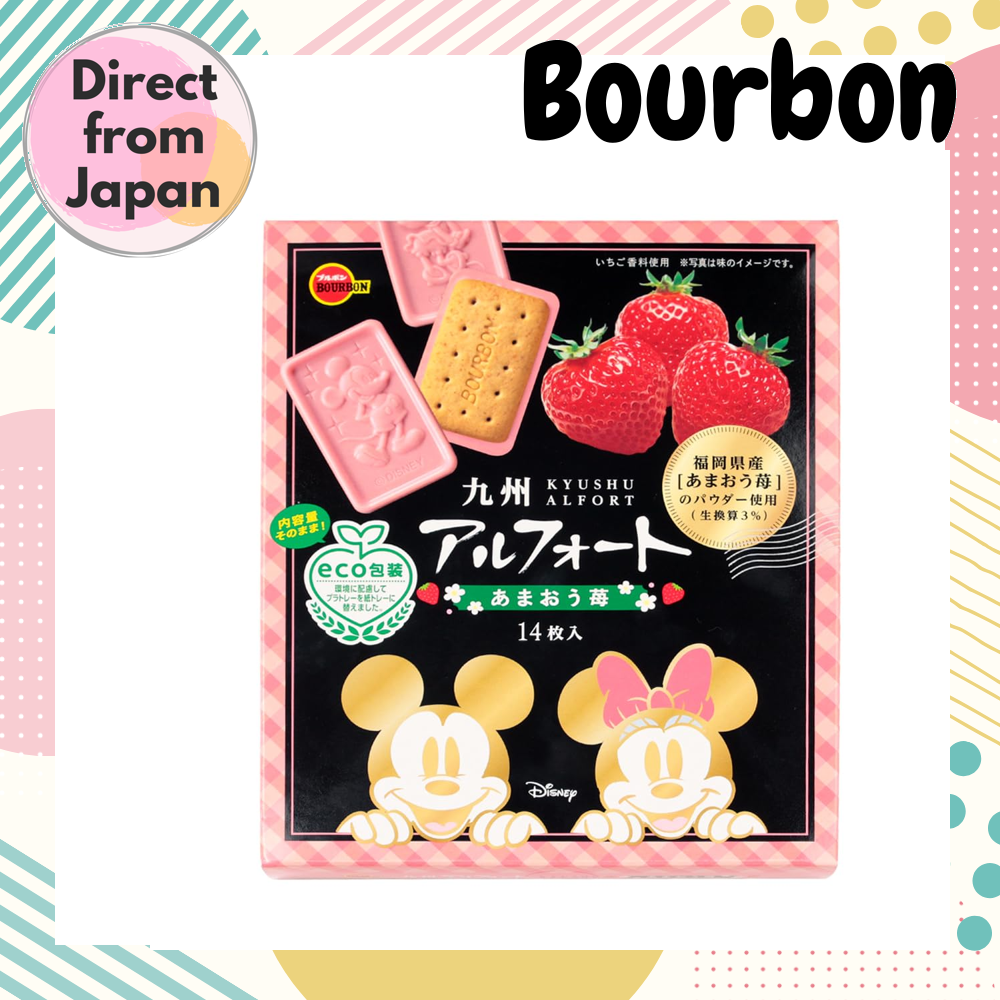 Direct
from
Japan
Bourbon
いちご香料使用 ※写真は味のイメージです。
ブルボン
BOURBON
BOURBON
DISNEY
福岡県産
[あまおう苺]
のパウダー使用
(生換算3%)
九州 KYUSHU
ALFORT
アルフォート
内容量
そのまま!
eco包装
環境に配慮して
プラトレーを紙トレーに
替えました。
あまおう苺
14枚入
Disney